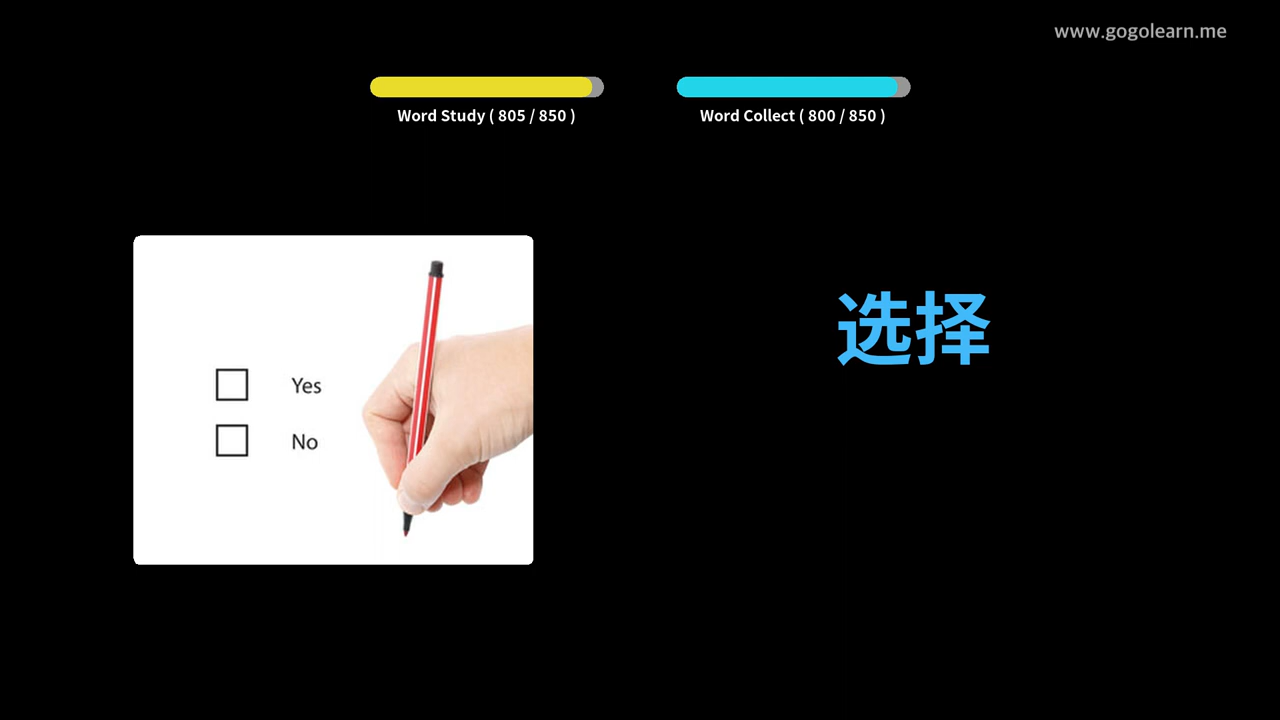 www.gogolearn.me
Word Study ( 805 / 850 )
Word Collect ( 800 / 850 )
选择
Yes
No